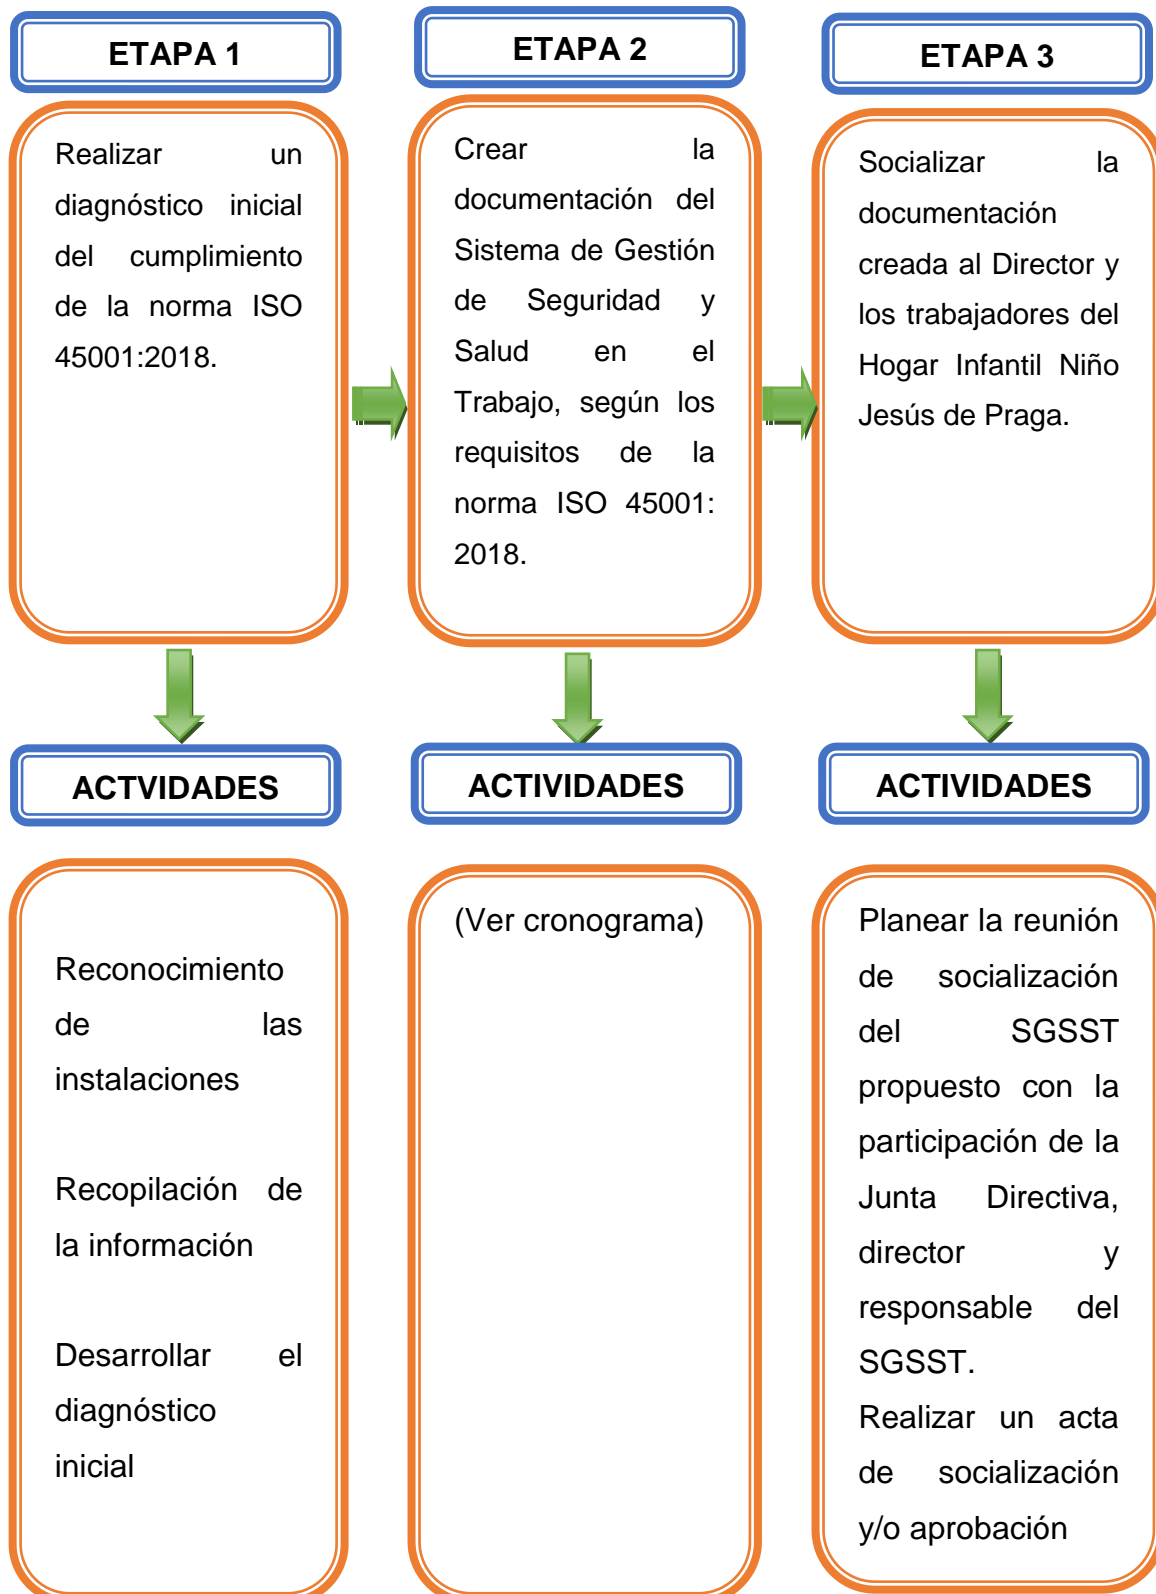 ETAPA 1
Realizar un
diagnóstico inicial
del cumplimiento
de la norma ISO
45001:2018.
ETAPA 2
Crear la
documentación del
Sistema de Gestión
de Seguridad y
Salud en el
Trabajo, según los
requisitos de la
norma ISO 45001:
2018.
ETAPA 3
Socializar la
documentación
creada al Director y
los trabajadores del
Hogar Infantil Niño
Jesús de Praga.
ACTVIDADES
Reconocimiento
de las
instalaciones
Recopilación de
la información
Desarrollar el
diagnóstico
inicial
ACTIVIDADES
(Ver cronograma)
ACTIVIDADES
Planear la reunión
de socialización
del SGSST
propuesto con la
participación de la
Junta Directiva,
director y
responsable del
SGSST.
Realizar un acta
de socialización
y/o aprobación